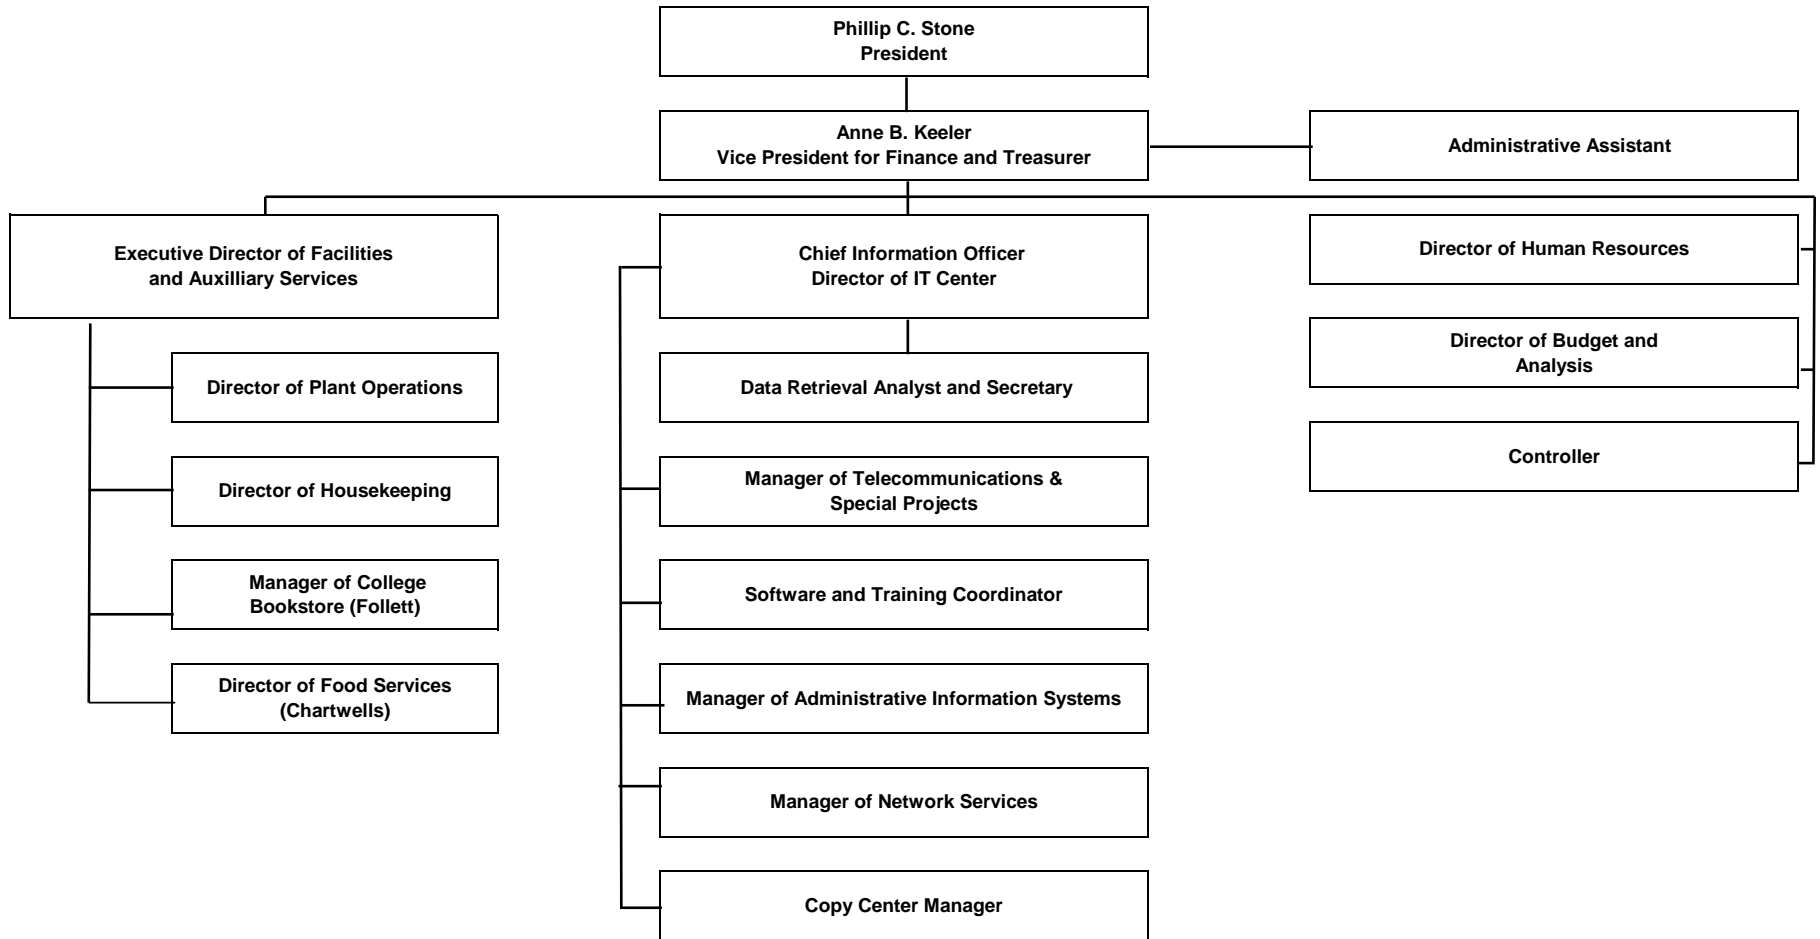 Phillip C. Stone
President
Anne B. Keeler
Vice President for Finance and Treasurer
Administrative Assistant
Executive Director of Facilities
and Auxilliary Services
Director of Plant Operations
Director of Housekeeping
Manager of College
Bookstore (Follett)
Director of Food Services
(Chartwells)
Chief Information Officer
Director of IT Center
Data Retrieval Analyst and Secretary
Manager of Telecommunications &
Special Projects
Software and Training Coordinator
Manager of Administrative Information Systems
Manager of Network Services
Copy Center Manager
Director of Human Resources
Director of Budget and
Analysis
Controller